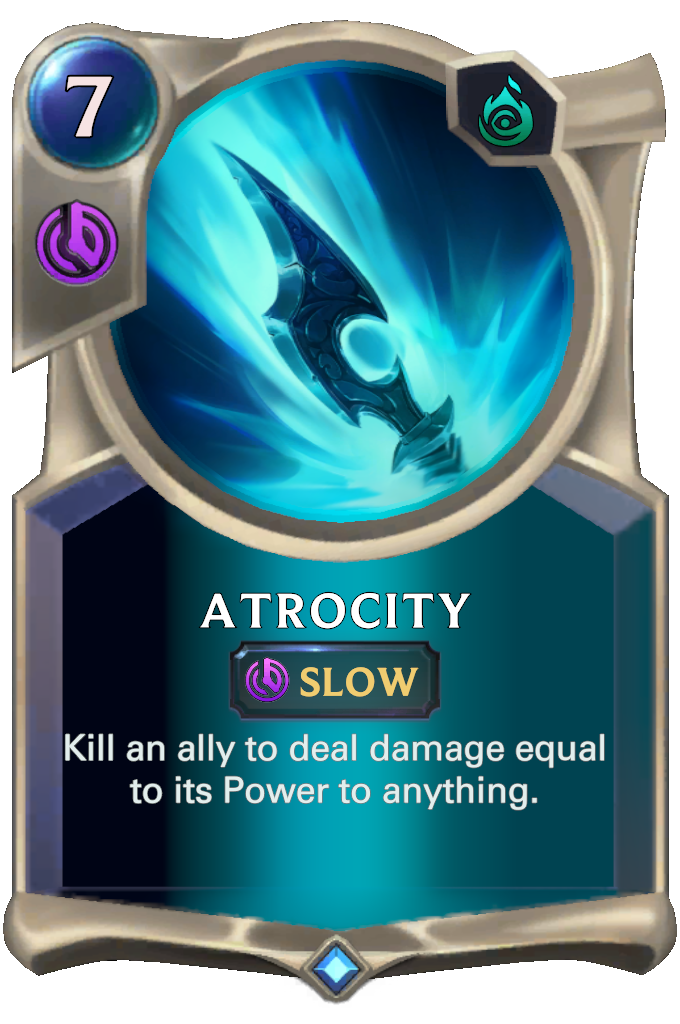 7
ATROCITY
SLOW
Kill an ally to deal damage equal
to its Power to anything.